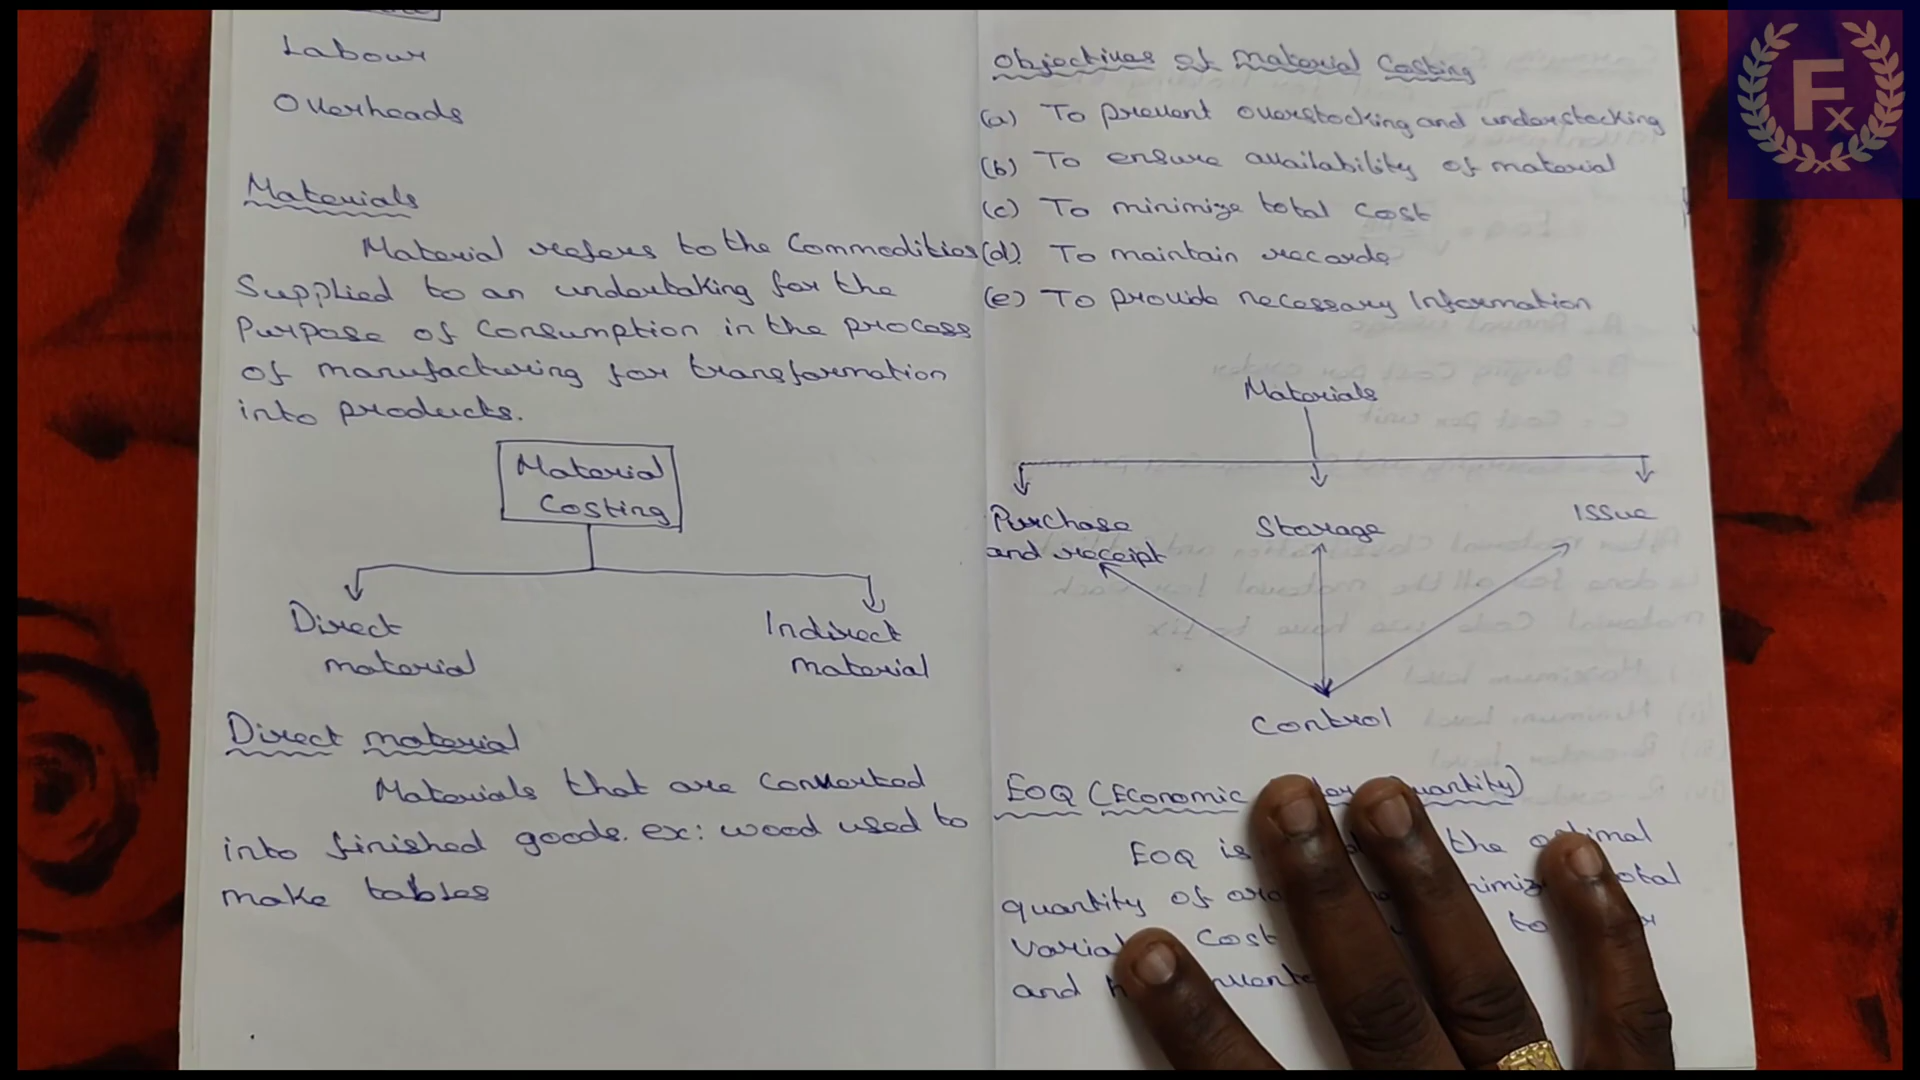 Labour
Overheads
Materials
Material refers to the Commodities
Supplied to an undertaking for the
Purpose of Consumption in the process
of manufacturing for transformation
into products.
Material
Costing
Direct
material
Indirect
material
Direct material
Materials that are Converted
into finished goods. ex: wood used to
make tables
Objectives of Material Costing
(a) To prevent overstocking and understocking
(b) To ensure availability of material
(c) To minimize total Cost
(d) To maintain records
(e) To provide necessary Information
Materials
Purchase
and receipt
Storage
Issue
Control
EOQ (Economic
EOQ is the
quantity of
Cost to
and
Fx